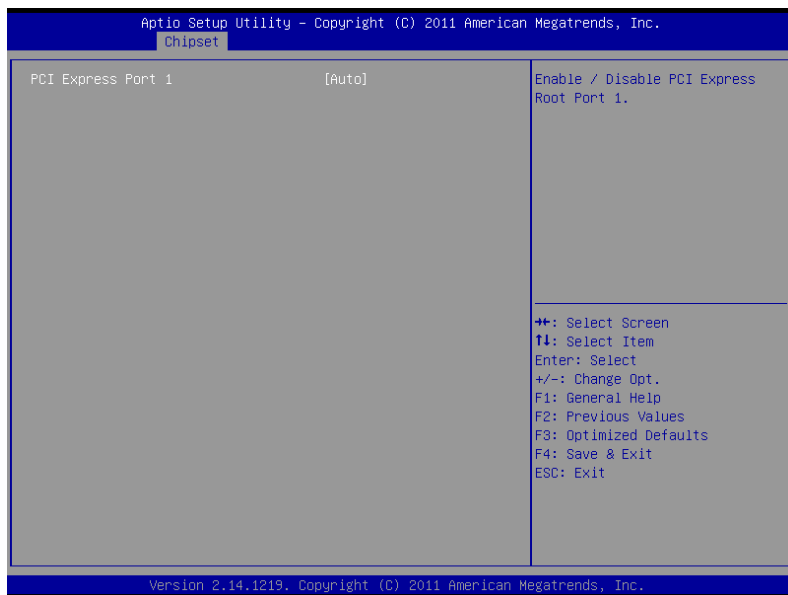 Aptio Setup Utility – Copyright (C) 2011 American Megatrends, Inc.
Chipset
PCI Express Port 1 [Auto]
Enable / Disable PCI Express
Root Port 1.
→←: Select Screen
↑↓: Select Item
Enter: Select
+/-: Change Opt.
F1: General Help
F2: Previous Values
F3: Optimized Defaults
F4: Save & Exit
ESC: Exit
Version 2.14.1219. Copyright (C) 2011 American Megatrends, Inc.